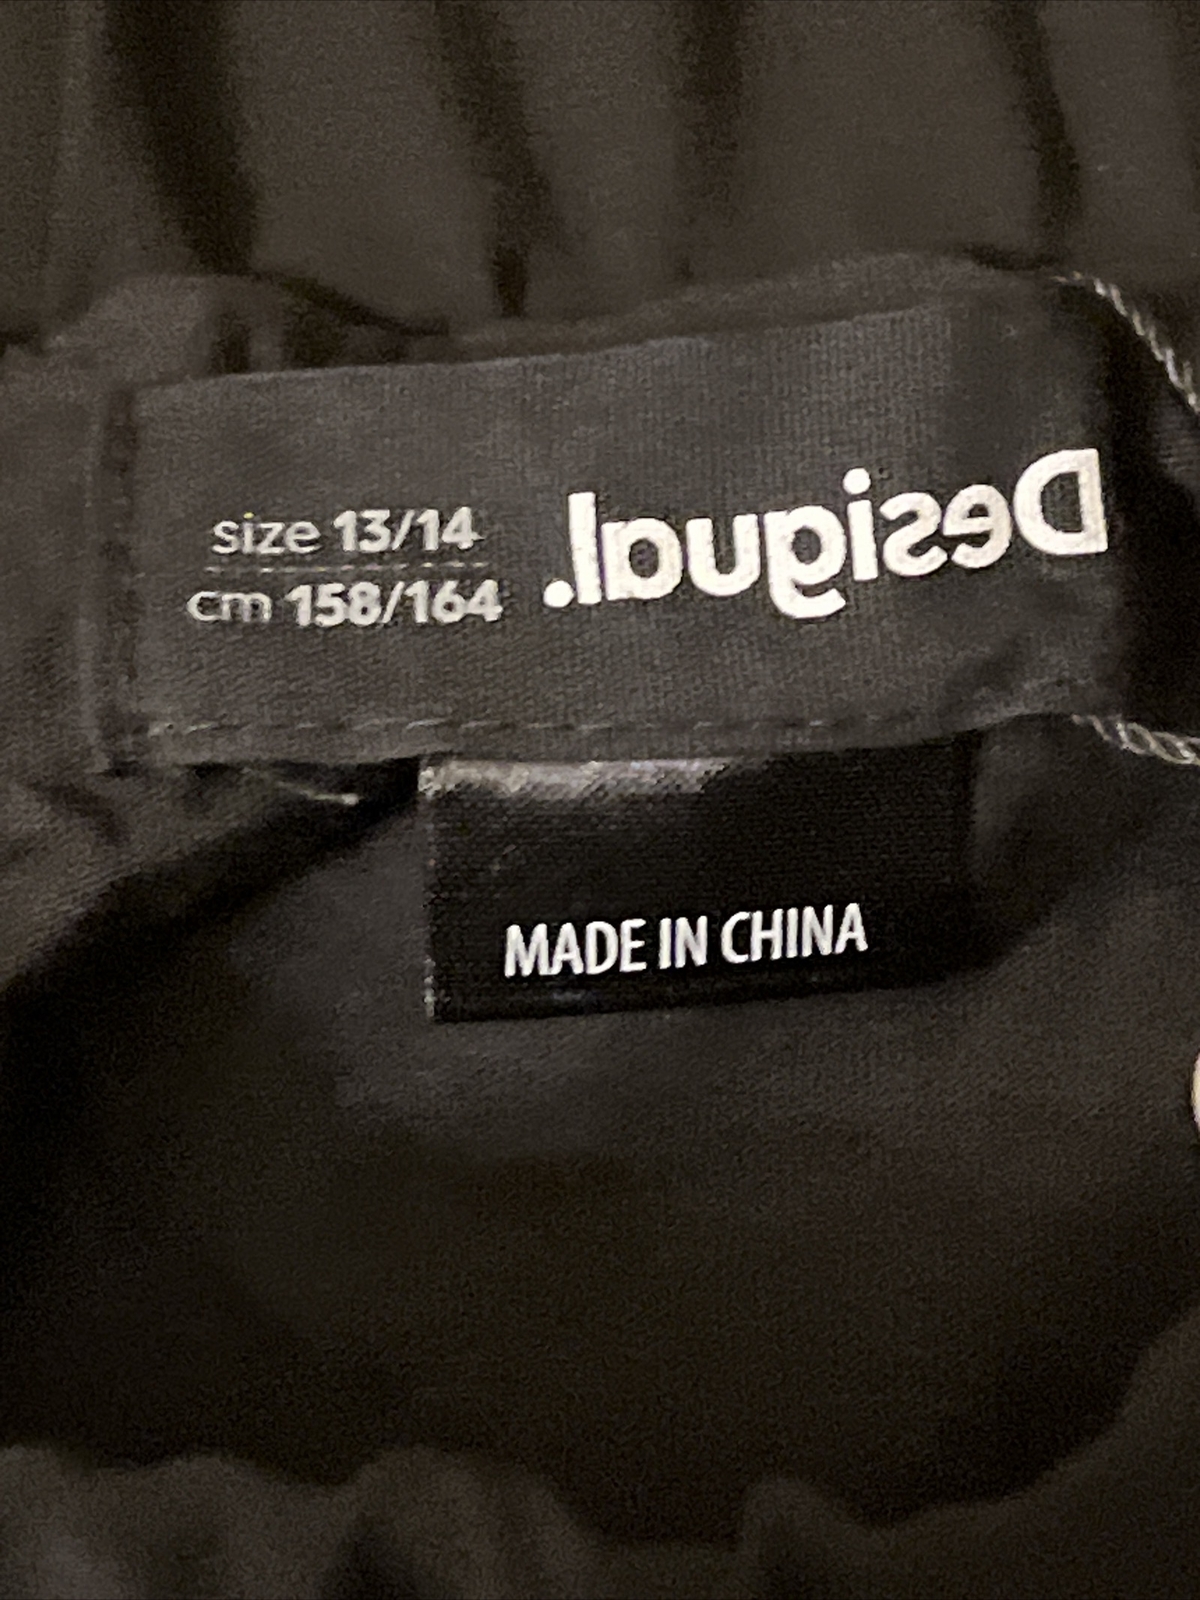 size 13/14
cm 158/164
Desigual.
MADE IN CHINA